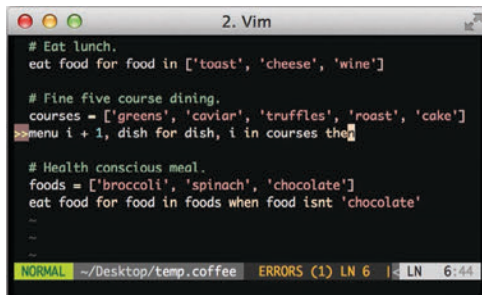 2. Vim
# Eat lunch.
eat food for food in ['toast', 'cheese', 'wine']
# Fine five course dining.
courses = ['greens', 'caviar', 'truffles', 'roast', 'cake']
>>menu i + 1, dish for dish, i in courses then
# Health conscious meal.
foods = ['broccoli', 'spinach', 'chocolate']
eat food for food in foods when food isnt 'chocolate'
~
~
~
NORMAL ~/Desktop/temp.coffee ERRORS (1) LN 6 |< LN 6:44